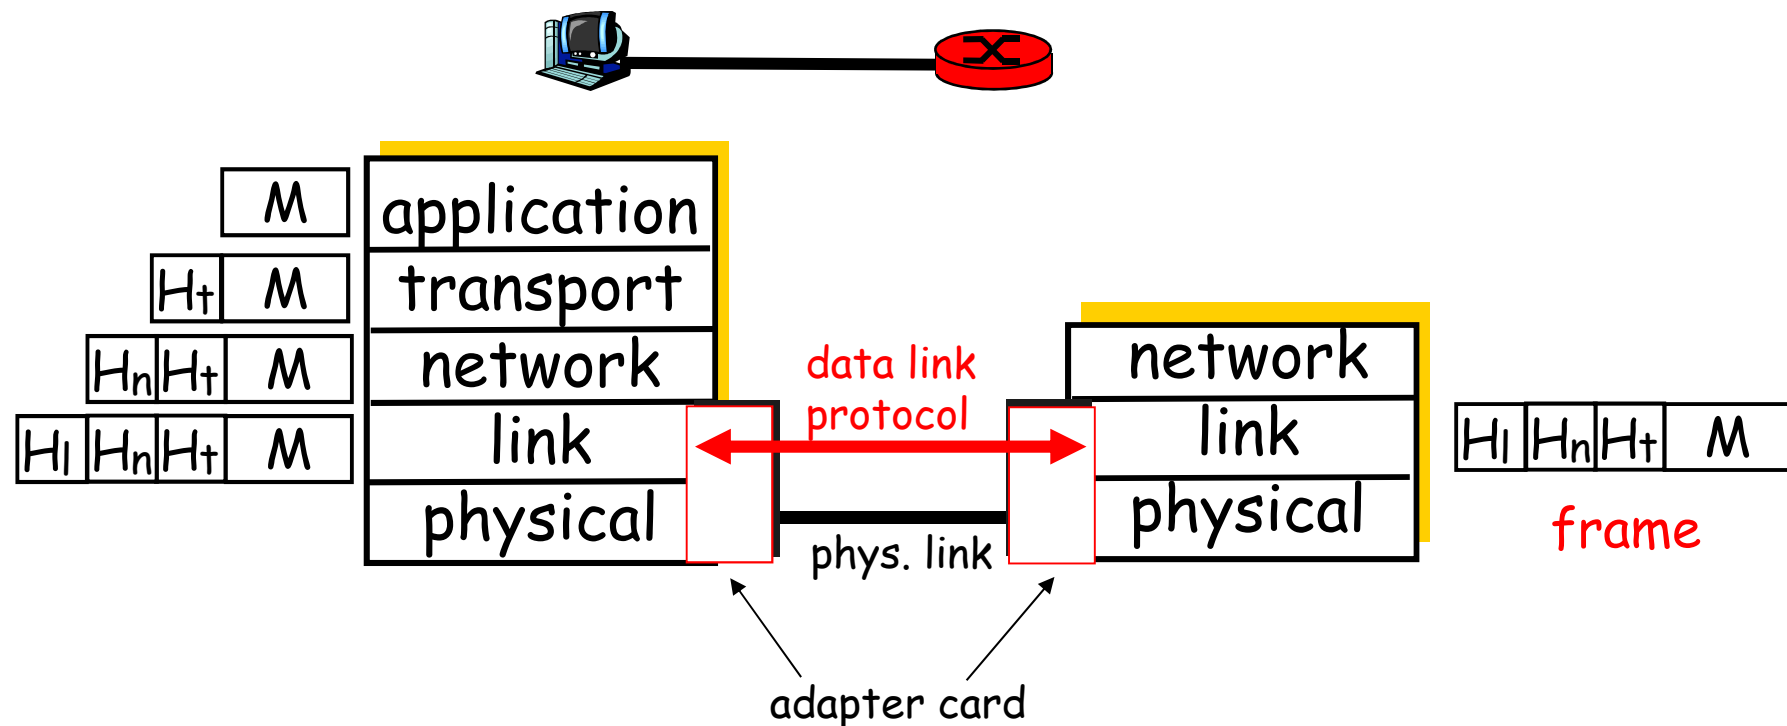 M
application
Ht M
transport
Hn Ht M
network
Hl Hn Ht M
link
physical
data link
protocol
phys. link
adapter card
network
link
physical
Hl Hn Ht M
frame